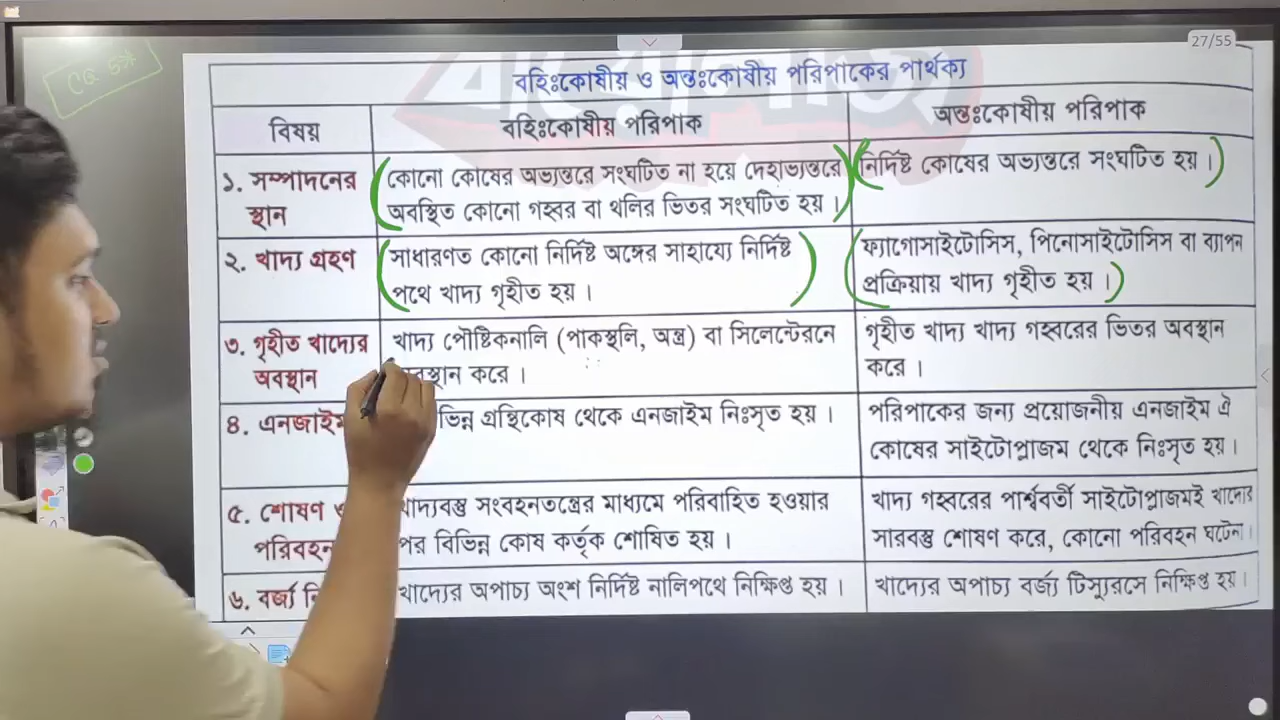 27/55
CQ
বহিঃকোষীয় ও অন্তঃকোষীয় পরিপাকের পার্থক্য
বিষয়
বহিঃকোষীয় পরিপাক
অন্তঃকোষীয় পরিপাক
১. সম্পাদনের
স্থান
কোনো কোষের অভ্যন্তরে সংঘটিত না হয়ে দেহাভ্যন্তরে
অবস্থিত কোনো গহ্বর বা থলির ভিতর সংঘটিত হয়।
নির্দিষ্ট কোষের অভ্যন্তরে সংঘটিত হয়।
২. খাদ্য গ্রহণ
সাধারণত কোনো নির্দিষ্ট অঙ্গের সাহায্যে নির্দিষ্ট
পথে খাদ্য গৃহীত হয়।
ফ্যাগোসাইটোসিস, পিনোসাইটোসিস বা ব্যাপন
প্রক্রিয়ায় খাদ্য গৃহীত হয়।
৩. গৃহীত খাদ্যের
অবস্থান
খাদ্য পৌষ্টিকনালি (পাকস্থলি, অন্ত্র) বা সিলেন্টেরনে
করে।
গৃহীত খাদ্য খাদ্য গহ্বরের ভিতর অবস্থান
করে।
৪. এনজাইম
গ্রন্থিকোষ থেকে এনজাইম নিঃসৃত হয়।
পরিপাকের জন্য প্রয়োজনীয় এনজাইম ঐ
কোষের সাইটোপ্লাজম থেকে নিঃসৃত হয়।
৫. শোষণ
পরিবহন
খাদ্যবস্তু সংবহনতন্ত্রের মাধ্যমে পরিবাহিত হওয়ার
পর বিভিন্ন কোষ কর্তৃক শোষিত হয়।
খাদ্য গহ্বরের পার্শ্ববর্তী সাইটোপ্লাজমই খাদ্যের
সারবস্তু শোষণ করে, কোনো পরিবহন ঘটেনা।
৬. বর্জ্য
খাদ্যের অপাচ্য অংশ নির্দিষ্ট নালিপথে নিক্ষিপ্ত হয়।
খাদ্যের অপাচ্য বর্জ্য টিস্যুরসে নিক্ষিপ্ত হয়।